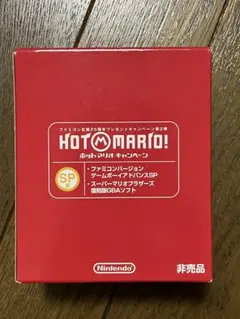 ファミコン生誕20周年プレゼントキャンペーン第2弾
HOT MARIO!
ホットマリオ キャンペーン
SP
・ファミコンバージョン
ゲームボーイアドバンスSP
・スーパーマリオブラザーズ
復刻版GBAソフト
Nintendo
非売品